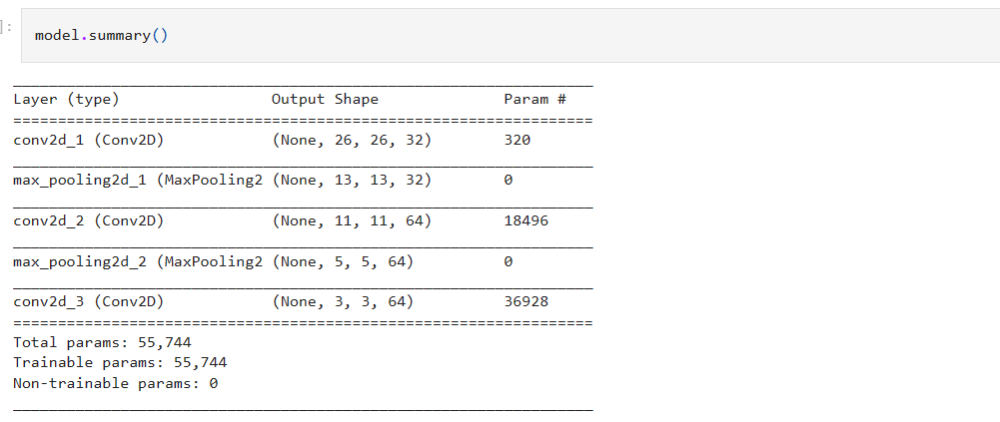 ]:
model.summary()
_________________________________________________________________
Layer (type)                 Output Shape              Param #
=================================================================
conv2d_1 (Conv2D)            (None, 26, 26, 32)        320
_________________________________________________________________
max_pooling2d_1 (MaxPooling2 (None, 13, 13, 32)        0
_________________________________________________________________
conv2d_2 (Conv2D)            (None, 11, 11, 64)        18496
_________________________________________________________________
max_pooling2d_2 (MaxPooling2 (None, 5, 5, 64)          0
_________________________________________________________________
conv2d_3 (Conv2D)            (None, 3, 3, 64)          36928
=================================================================
Total params: 55,744
Trainable params: 55,744
Non-trainable params: 0
_________________________________________________________________